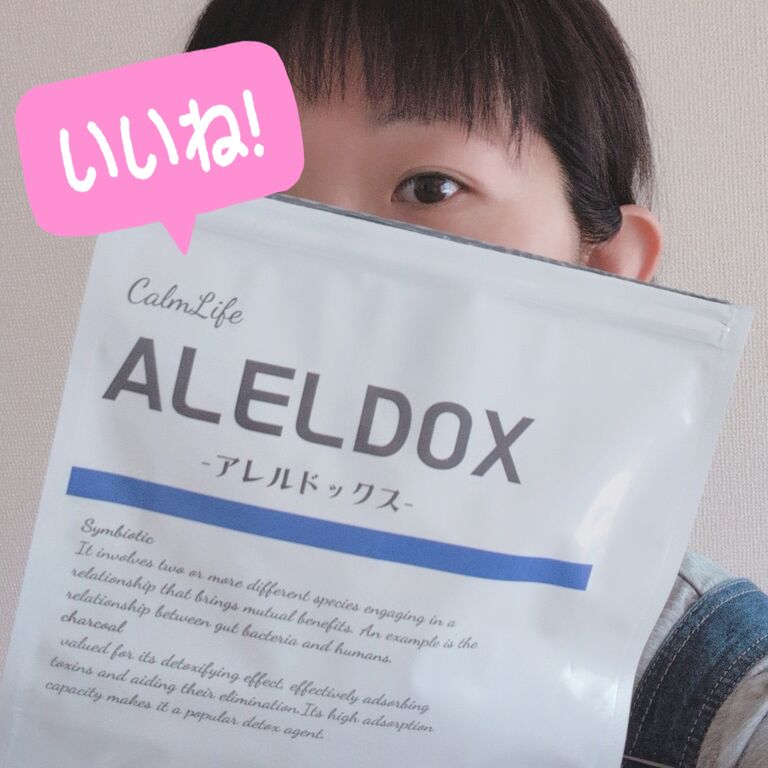 いいね!
CalmLife
ALELDOX
-アレルドックス-
Symbiotic
It involves two or more different species engaging in a
relationship that brings mutual benefits. An example is the
relationship between gut bacteria and humans.
charcoal
valued for its detoxifying effect. effectively adsorbing
toxins and aiding their elimination.Its high adsorption
capacity makes it a popular detox agent.